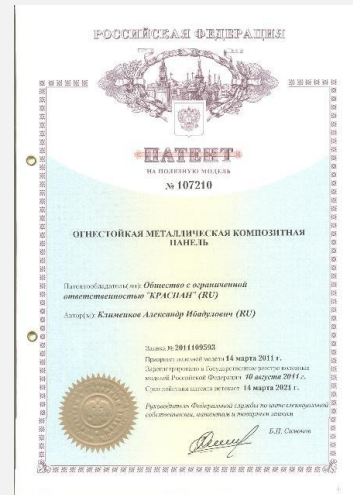 РОССИЙСКАЯ ФЕДЕРАЦИЯ
ПАТЕНТ
НА ПОЛЕЗНУЮ МОДЕЛЬ
№ 107210
ОГНЕСТОЙКАЯ МЕТАЛЛИЧЕСКАЯ КОМПОЗИТНАЯ
ПАНЕЛЬ
Патентообладатель(ли): Общество с ограниченной
ответственностью "КРАСПАН" (RU)
Автор(ы): Клименков Александр Ибадулович (RU)
Заявка № 2011109593
Приоритет полезной модели 14 марта 2011 г.
Зарегистрировано в Государственном реестре полезных
моделей Российской Федерации 10 августа 2011 г.
Срок действия патента истекает 14 марта 2021 г.
Руководитель Федеральной службы по интеллектуальной
собственности, патентам и товарным знакам
Б.П. Симонов